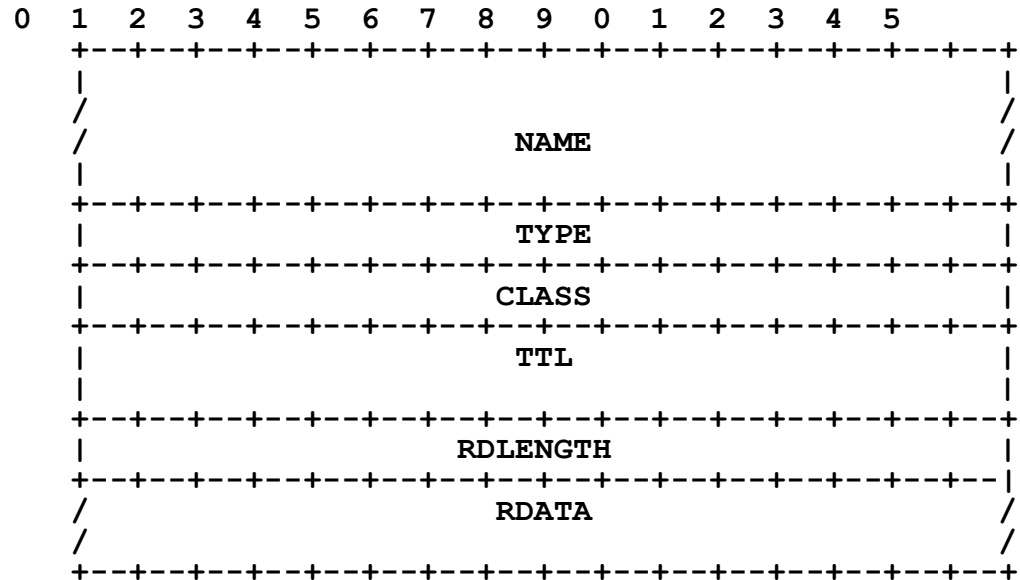 0 1 2 3 4 5 6 7 8 9 0 1 2 3 4 5
+--+--+--+--+--+--+--+--+--+--+--+--+--+--+--+--+
| |
/ /
/ NAME /
| |
+--+--+--+--+--+--+--+--+--+--+--+--+--+--+--+--+
| TYPE |
+--+--+--+--+--+--+--+--+--+--+--+--+--+--+--+--+
| CLASS |
+--+--+--+--+--+--+--+--+--+--+--+--+--+--+--+--+
| TTL |
| |
+--+--+--+--+--+--+--+--+--+--+--+--+--+--+--+--+
| RDLENGTH |
+--+--+--+--+--+--+--+--+--+--+--+--+--+--+--+--|
/ RDATA /
/ /
+--+--+--+--+--+--+--+--+--+--+--+--+--+--+--+--+